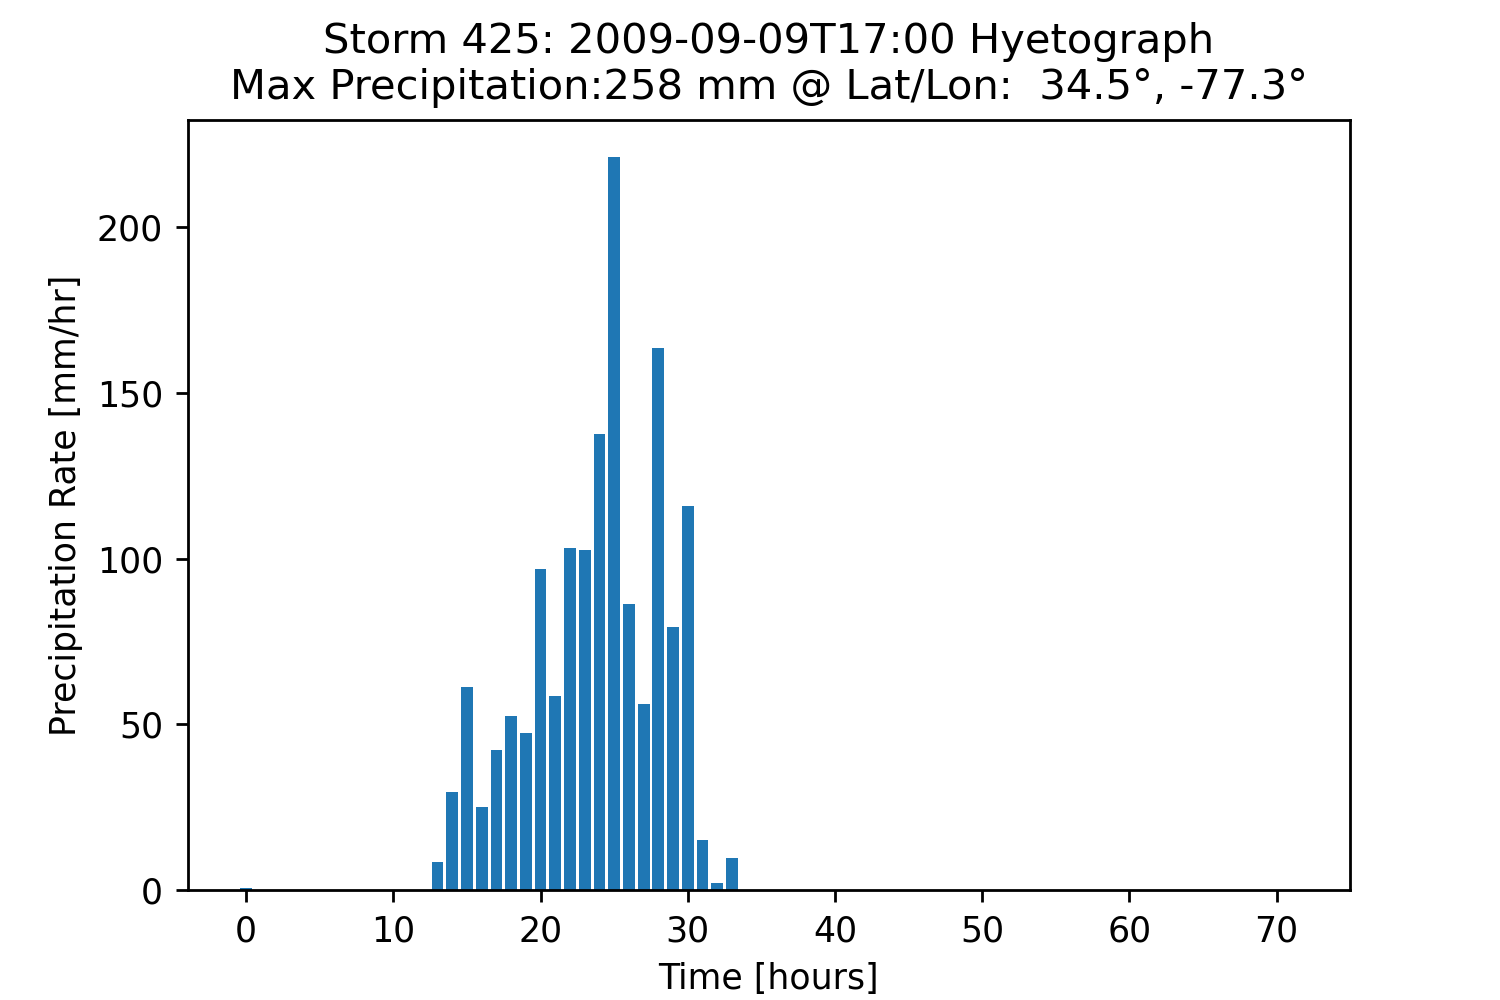 Storm 425: 2009-09-09T17:00 Hyetograph
Max Precipitation:258 mm @ Lat/Lon:  34.5°, -77.3°
200
150
100
50
0
Precipitation Rate [mm/hr]
0 10 20 30 40 50 60 70
Time [hours]